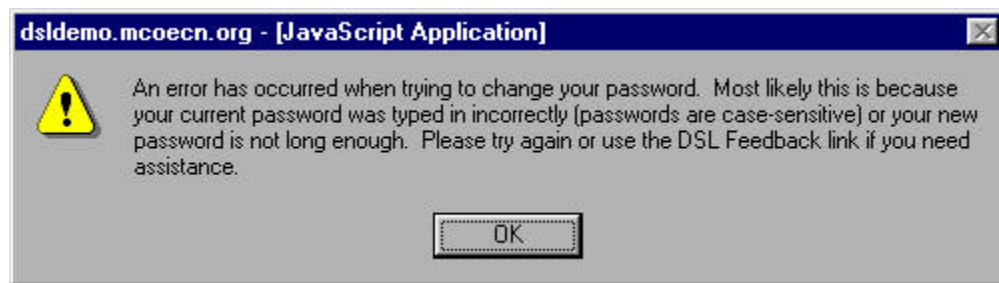 dsldemo.mcoecn.org - [JavaScript Application]
An error has occurred when trying to change your password.  Most likely this is because
your current password was typed in incorrectly (passwords are case-sensitive) or your new
password is not long enough.  Please try again or use the DSL Feedback link if you need
assistance.
OK